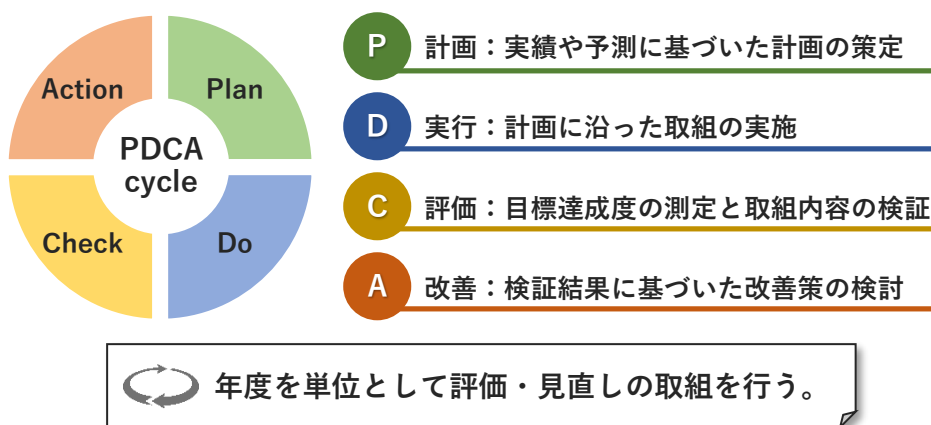 Action
Plan
PDCA
cycle
Check
Do
P 計画：実績や予測に基づいた計画の策定
D 実行：計画に沿った取組の実施
C 評価：目標達成度の測定と取組内容の検証
A 改善：検証結果に基づいた改善策の検討
年度を単位として評価・見直しの取組を行う。